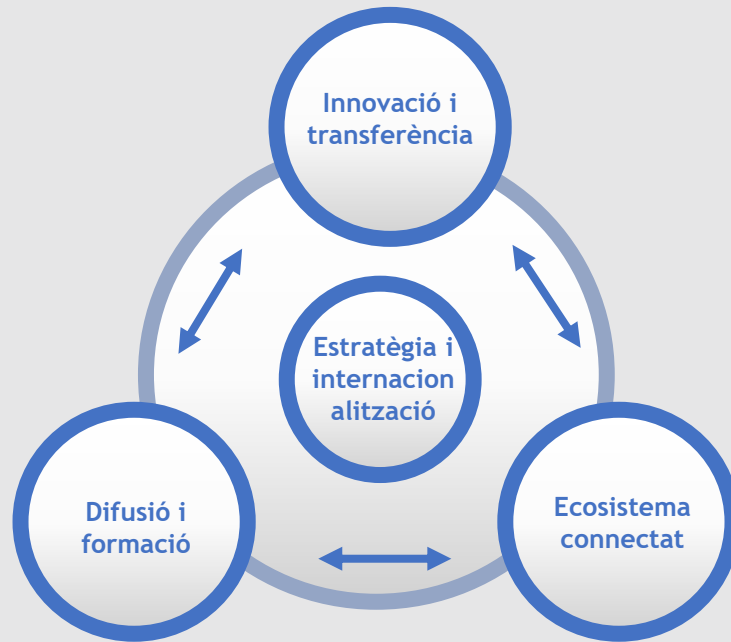 Innovació i
transferència
Estratègia i
internacion
alització
Difusió i
formació
Ecosistema
connectat